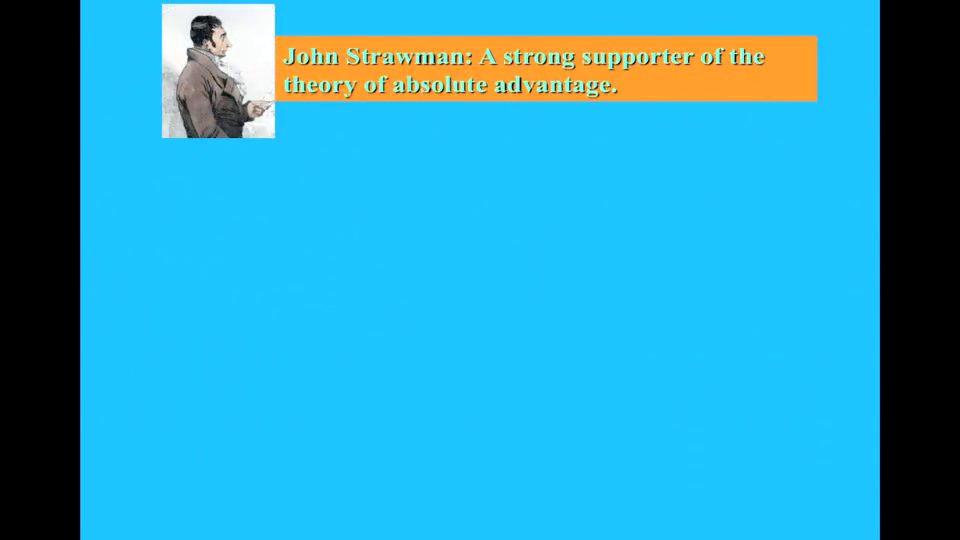 John Strawman: A strong supporter of the
theory of absolute advantage.